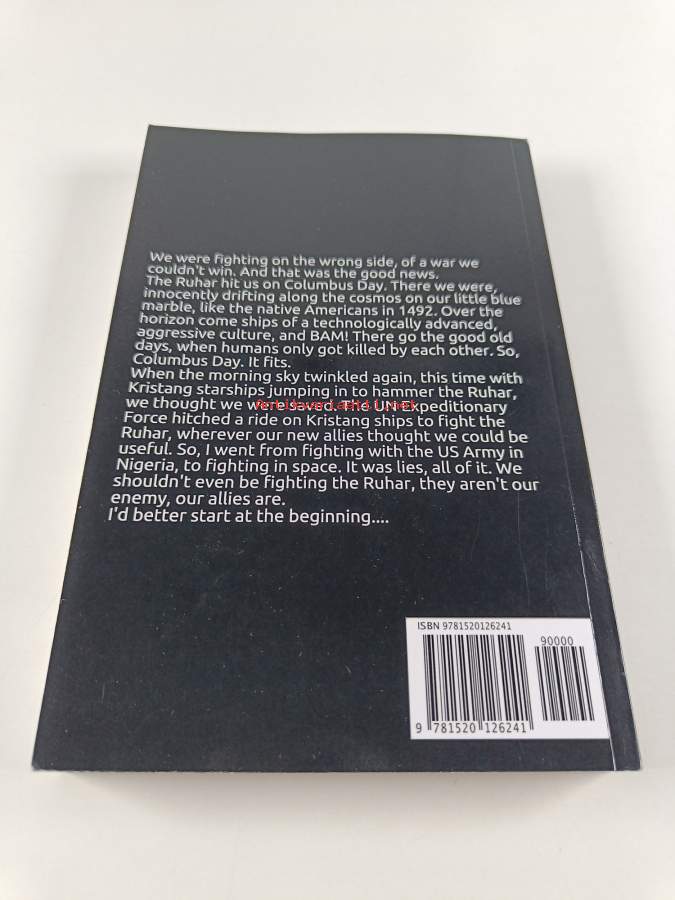 We were fighting on the wrong side, of a war we
couldn't win. And that was the good news.
The Ruhar hit us on Columbus Day. There we were,
innocently drifting along the cosmos on our little blue
marble, like the native Americans in 1492. Over the
horizon come ships of a technologically advanced,
aggressive culture, and BAM! There go the good old
days, when humans only got killed by each other. So,
Columbus Day. It fits.
When the morning sky twinkled again, this time with
Kristang starships jumping in to hammer the Ruhar,
we thought we were saved. The UN Expeditionary
Force hitched a ride on Kristang ships to fight the
Ruhar, wherever our new allies thought we could be
useful. So, I went from fighting with the US Army in
Nigeria, to fighting in space. It was lies, all of it. We
shouldn't even be fighting the Ruhar, they aren't our
enemy, our allies are.
I'd better start at the beginning....
ISBN 9781520126241
90000
9 781520 126241